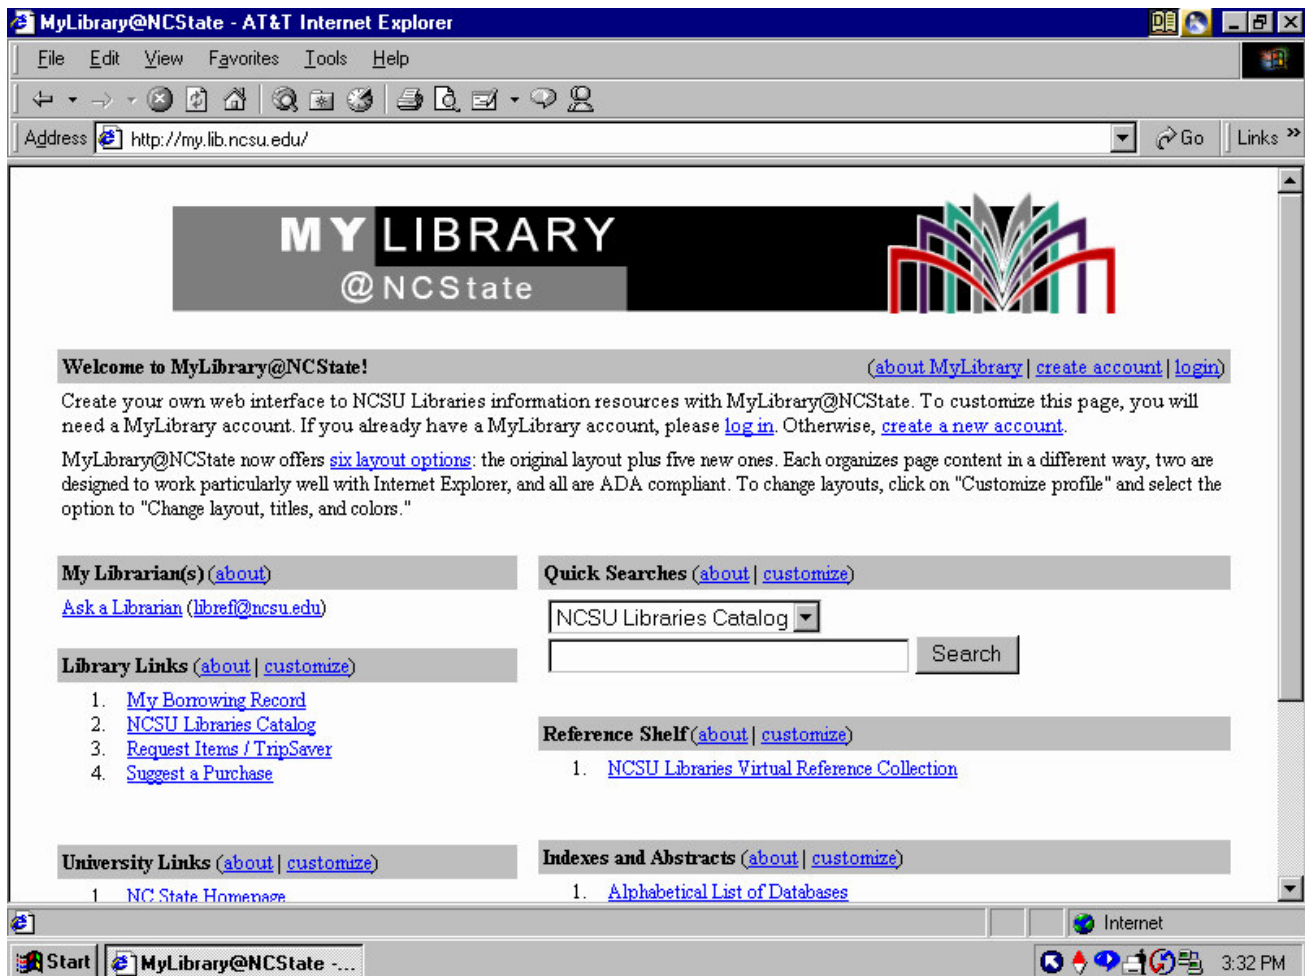 MyLibrary@NCState - AT&T Internet Explorer
File Edit View Favorites Tools Help
Address http://my.lib.ncsu.edu/ Go Links »
MY LIBRARY
@NCState
Welcome to MyLibrary@NCState! (about MyLibrary | create account | login)
Create your own web interface to NCSU Libraries information resources with MyLibrary@NCState. To customize this page, you will
need a MyLibrary account. If you already have a MyLibrary account, please log in. Otherwise, create a new account.
MyLibrary@NCState now offers six layout options: the original layout plus five new ones. Each organizes page content in a different way, two are
designed to work particularly well with Internet Explorer, and all are ADA compliant. To change layouts, click on "Customize profile" and select the
option to "Change layout, titles, and colors."
My Librarian(s) (about)
Ask a Librarian (libref@ncsu.edu)
Library Links (about | customize)
1. My Borrowing Record
2. NCSU Libraries Catalog
3. Request Items / TripSaver
4. Suggest a Purchase
University Links (about | customize)
1 NC State Homepage
Quick Searches (about | customize)
NCSU Libraries Catalog
Search
Reference Shelf (about | customize)
1. NCSU Libraries Virtual Reference Collection
Indexes and Abstracts (about | customize)
1. Alphabetical List of Databases
Internet
Start MyLibrary@NCState -... 3:32 PM